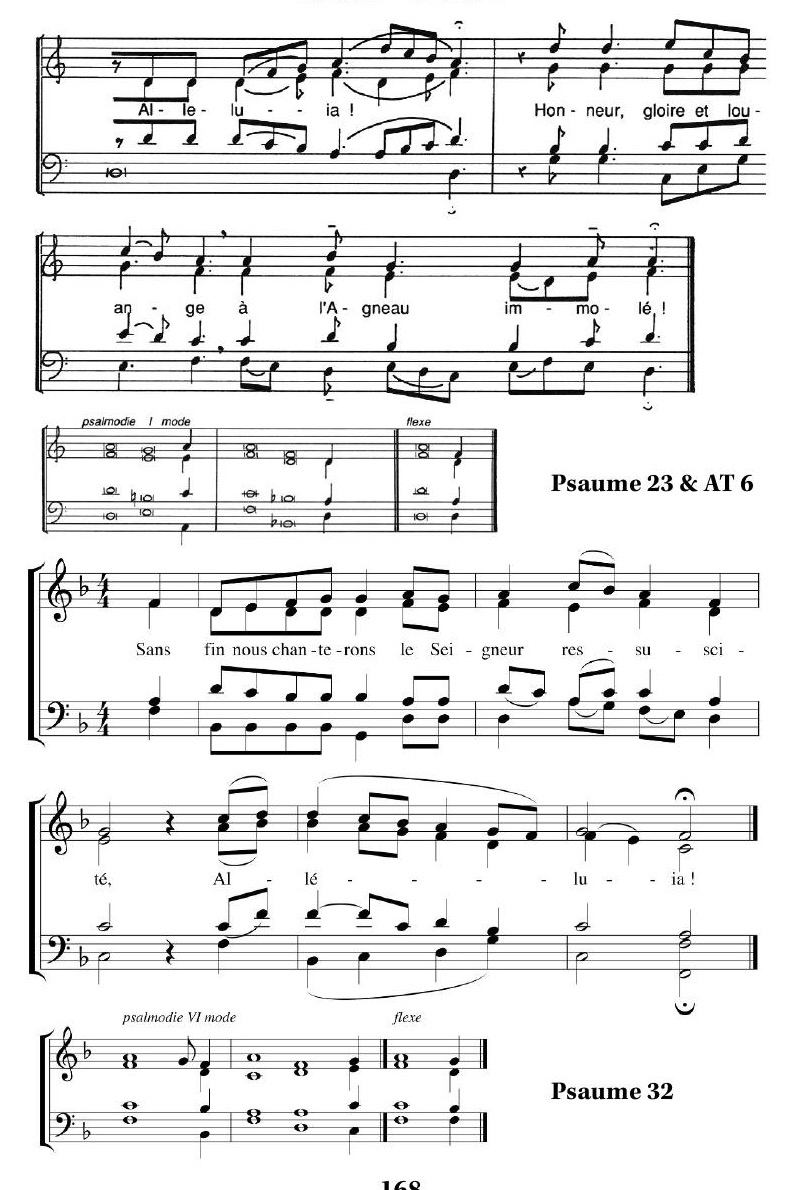 Al - le - lu - - ia ! Hon - neur, gloire et lou -
an - ge à l'A - gneau im - mo - lé !
psalmodie I mode flexe
Psaume 23 & AT 6
Sans fin nous chan - te - rons le Sei - gneur res - su - sci -
té, Al - lé - - - - lu - - ia !
psalmodie VI mode flexe
Psaume 32
168